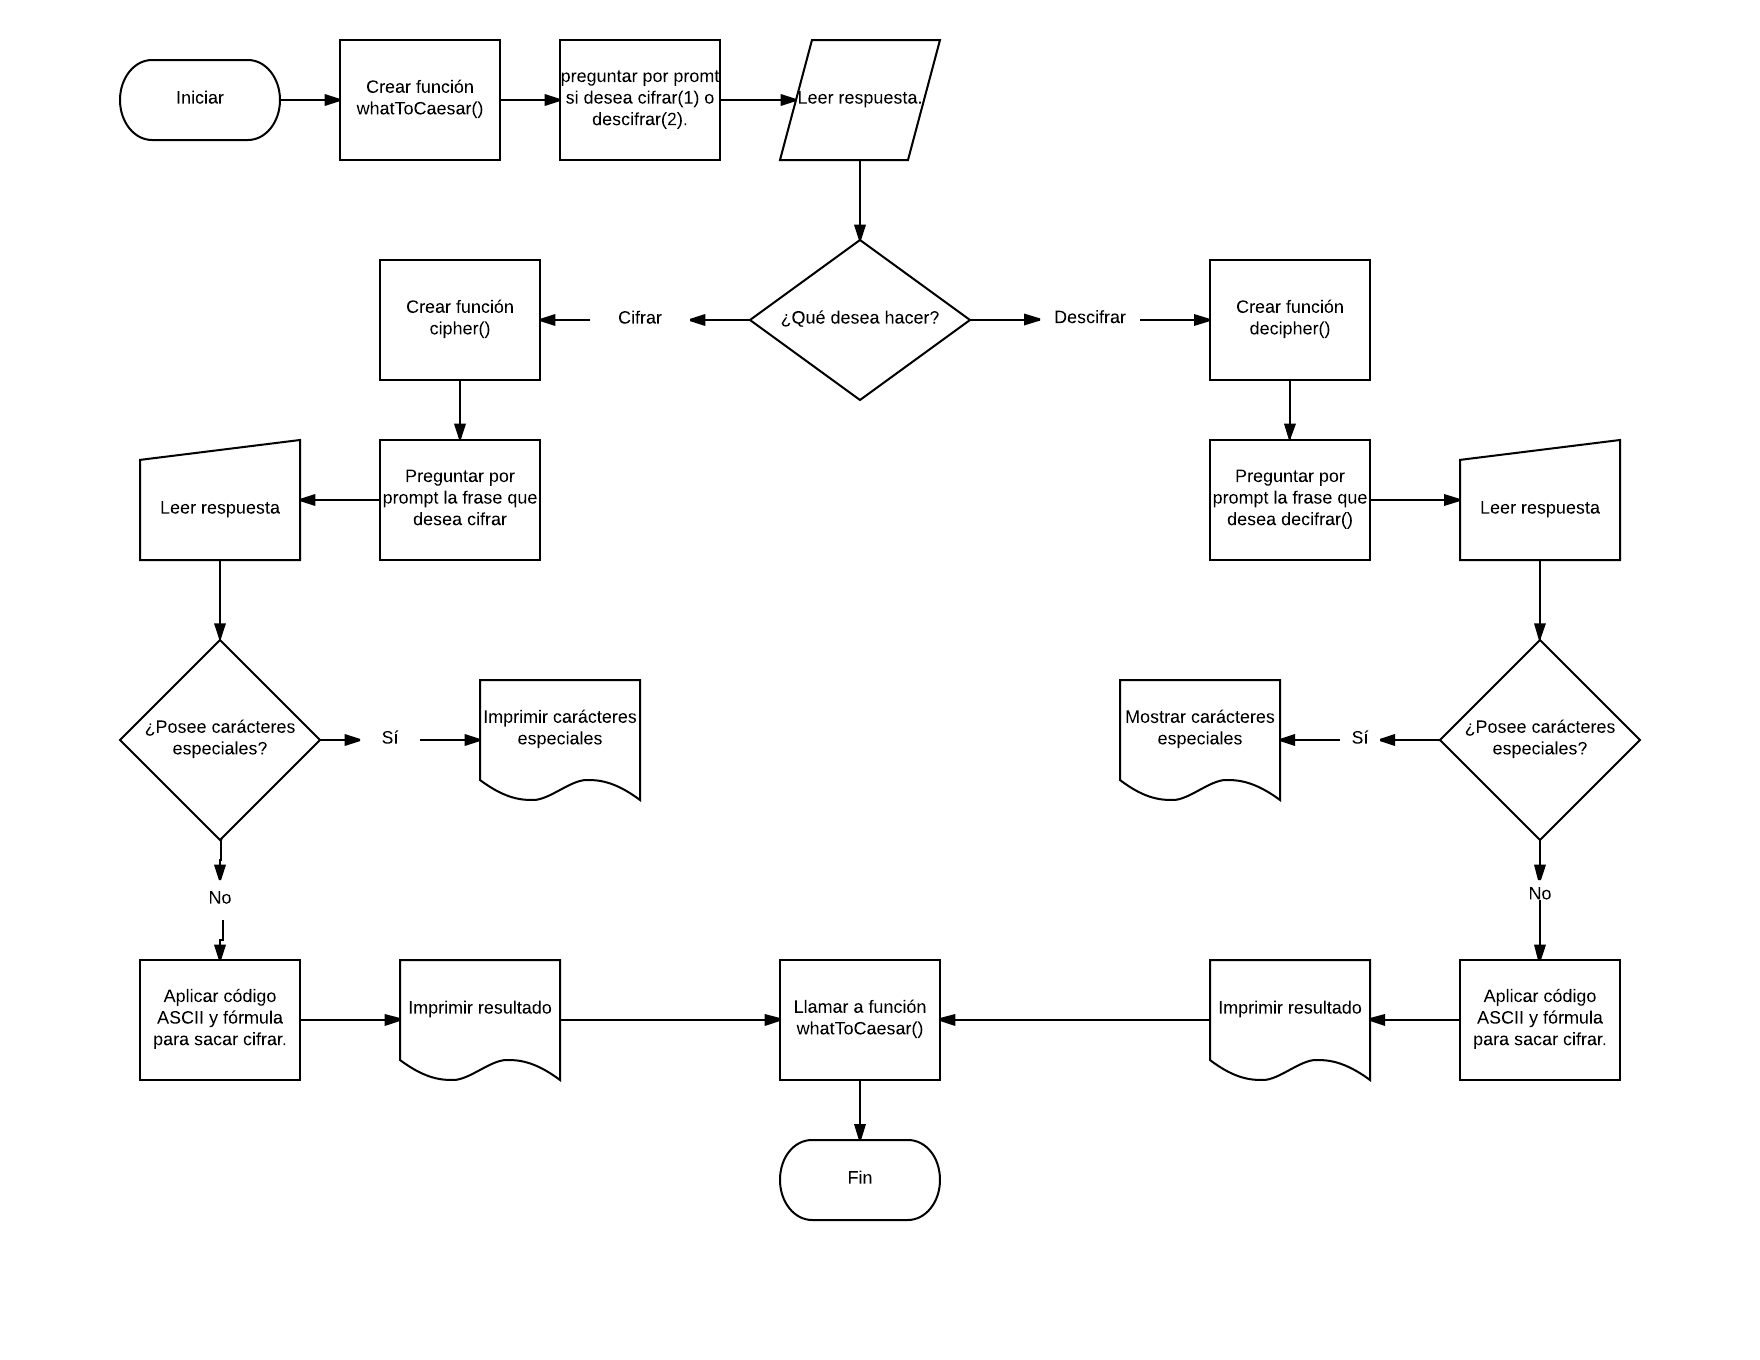 Iniciar
Crear función
whatToCaesar()
preguntar por promt
si desea cifrar(1) o
descifrar(2).
Leer respuesta.
¿Qué desea hacer?
Cifrar
Descifrar
Crear función
cipher()
Crear función
decipher()
Preguntar por
prompt la frase que
desea cifrar
Leer respuesta
Preguntar por
prompt la frase que
desea decifrar()
Leer respuesta
¿Posee carácteres
especiales?
Sí
Imprimir carácteres
especiales
Mostrar carácteres
especiales
Sí
¿Posee carácteres
especiales?
No
No
Aplicar código
ASCII y fórmula
para sacar cifrar.
Imprimir resultado
Llamar a función
whatToCaesar()
Imprimir resultado
Aplicar código
ASCII y fórmula
para sacar cifrar.
Fin